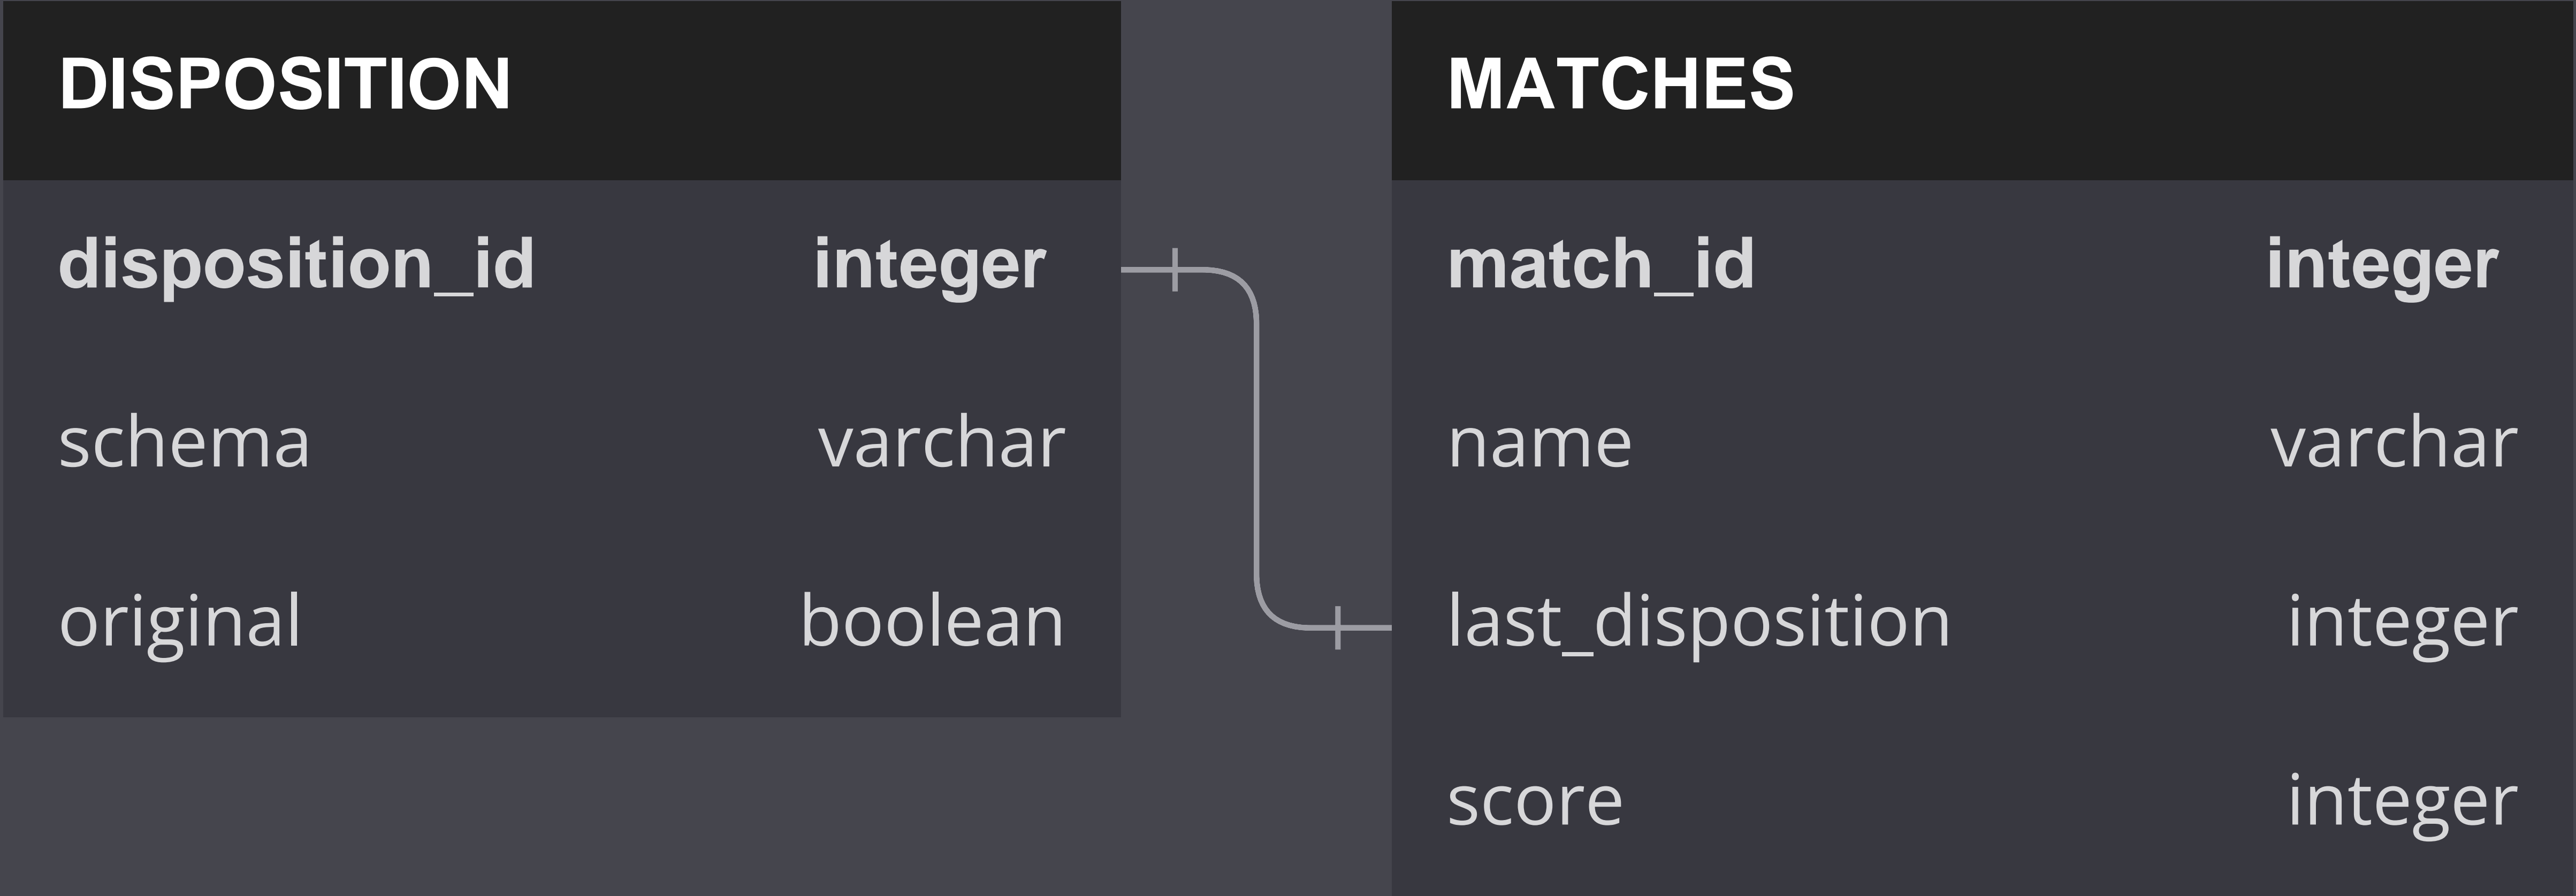 DISPOSITION
disposition_id integer
schema varchar
original boolean
MATCHES
match_id integer
name varchar
last_disposition integer
score integer